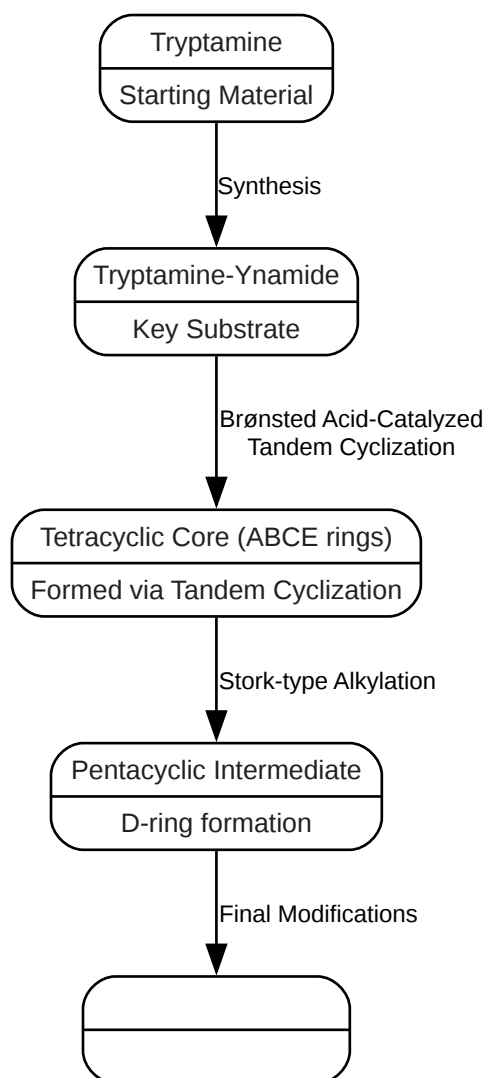 Tryptamine
Starting Material
Synthesis
Tryptamine-Ynamide
Key Substrate
Brønsted Acid-Catalyzed
Tandem Cyclization
Tetracyclic Core (ABCE rings)
Formed via Tandem Cyclization
Stork-type Alkylation
Pentacyclic Intermediate
D-ring formation
Final Modifications